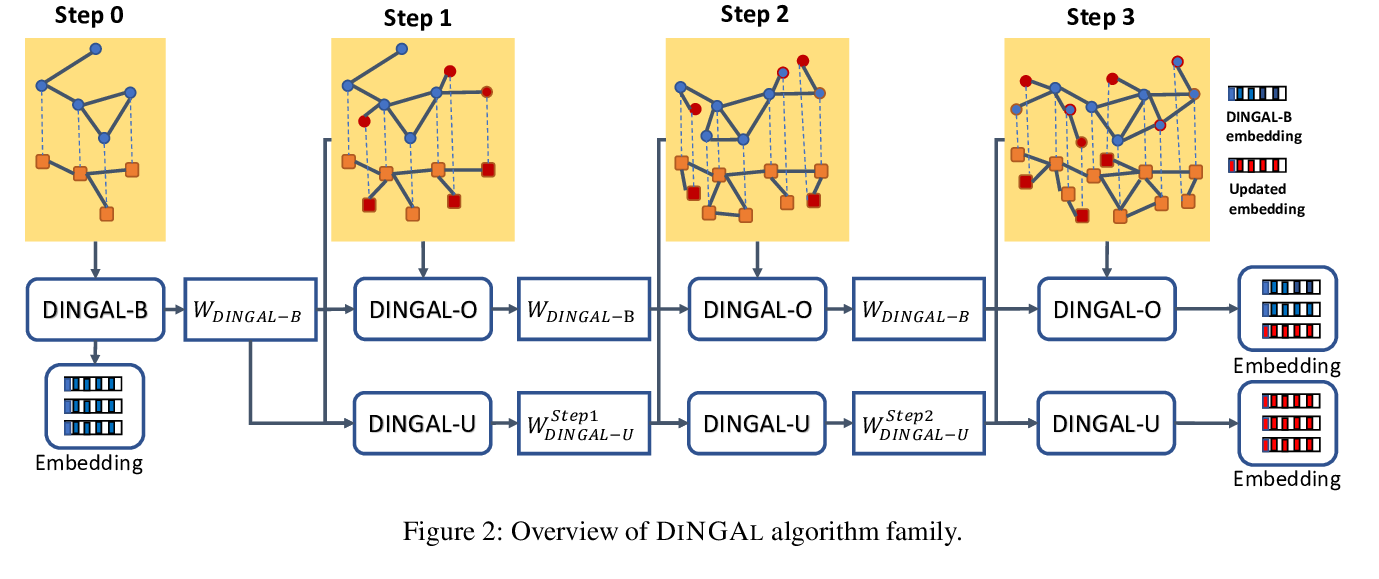 Step 0
Step 1
Step 2
Step 3
DINGAL-B
embedding
Updated
embedding
DINGAL-B
W_{DINGAL-B}
DINGAL-O
W_{DINGAL-B}
DINGAL-O
W_{DINGAL-B}
DINGAL-O
Embedding
DINGAL-U
W_{DINGAL-U}^{Step1}
DINGAL-U
W_{DINGAL-U}^{Step2}
DINGAL-U
Embedding
Embedding
Figure 2: Overview of DINGAL algorithm family.